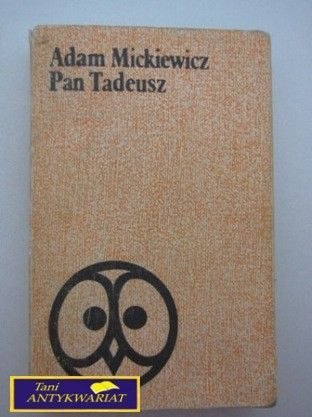 Adam Mickiewicz
Pan Tadeusz
Tani
ANTYKWARIAT